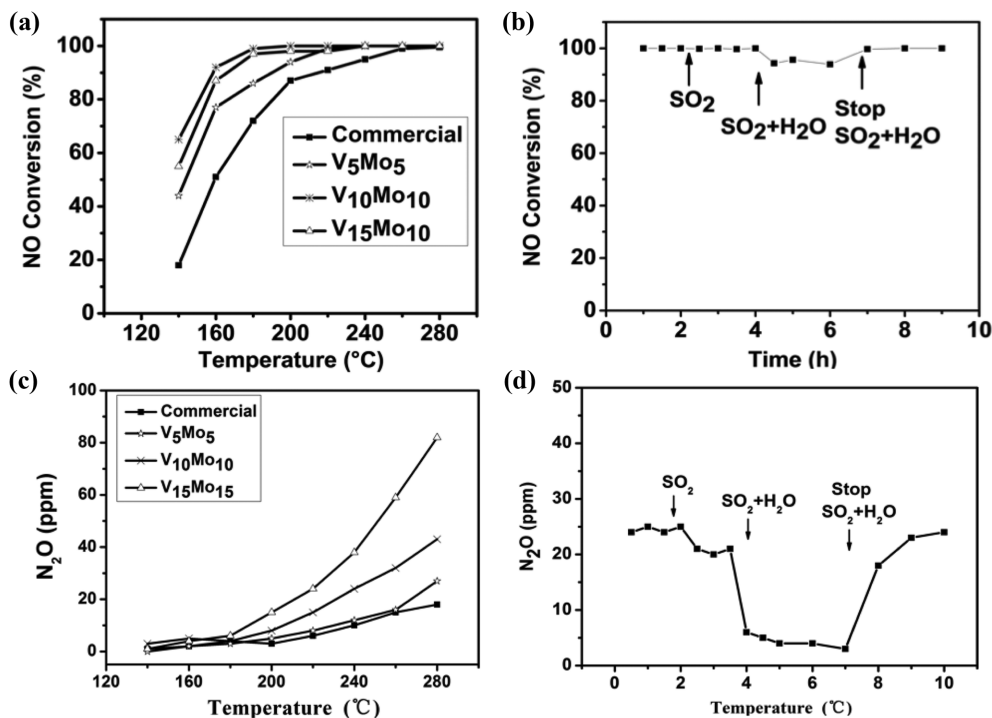 (a)
NO Conversion (%)
100
80
60
40
20
0
Commercial
V5Mo5
V10Mo10
V15Mo10
120 160 200 240 280
Temperature (°C)
(b)
NO Conversion (%)
100
80
60
40
20
0
SO2
SO2+H2O
Stop
SO2+H2O
0 2 4 6 8 10
Time (h)
(c)
N2O (ppm)
100
80
60
40
20
0
Commercial
V5Mo5
V10Mo10
V15Mo15
120 160 200 240 280
Temperature (℃)
(d)
N2O (ppm)
50
40
30
20
10
0
SO2
SO2+H2O
Stop
SO2+H2O
0 2 4 6 8 10
Temperature (℃)